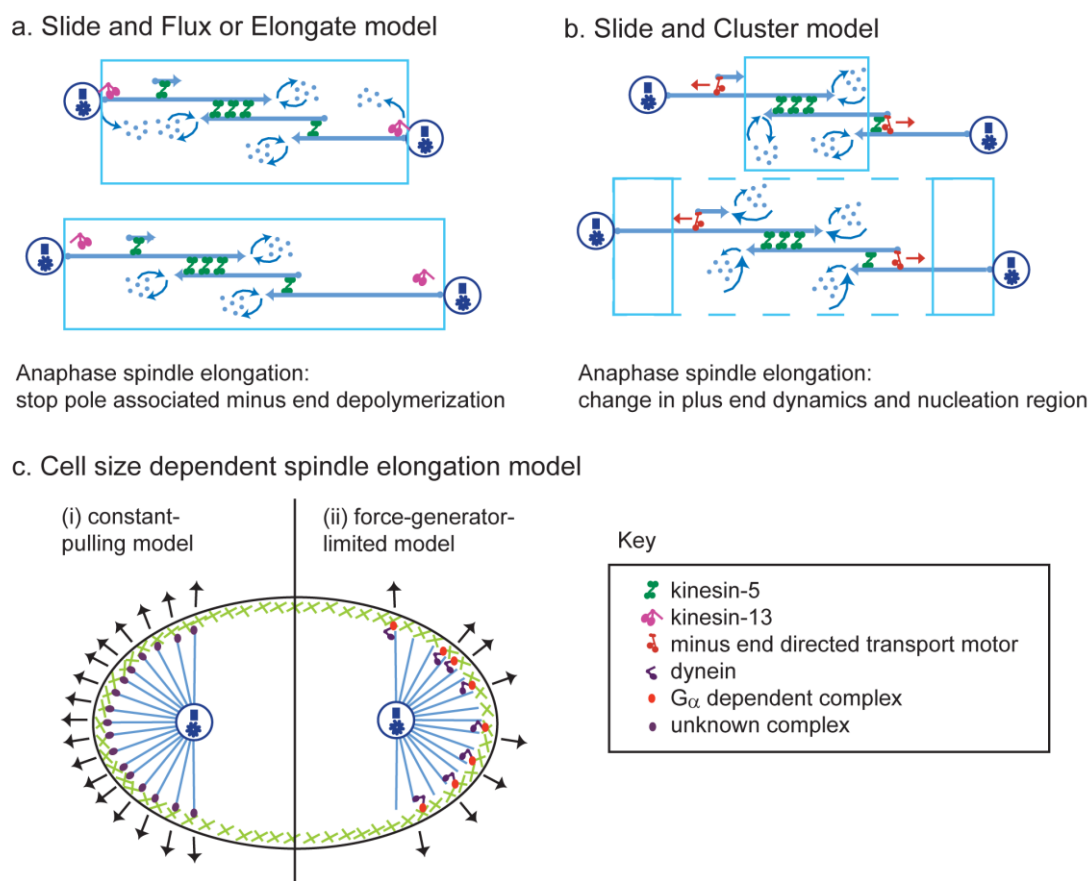 a. Slide and Flux or Elongate model
b. Slide and Cluster model
Anaphase spindle elongation:
stop pole associated minus end depolymerization
Anaphase spindle elongation:
change in plus end dynamics and nucleation region
c. Cell size dependent spindle elongation model
(i) constant-
pulling model
(ii) force-generator-
limited model
Key
kinesin-5
kinesin-13
minus end directed transport motor
dynein
Gα dependent complex
unknown complex